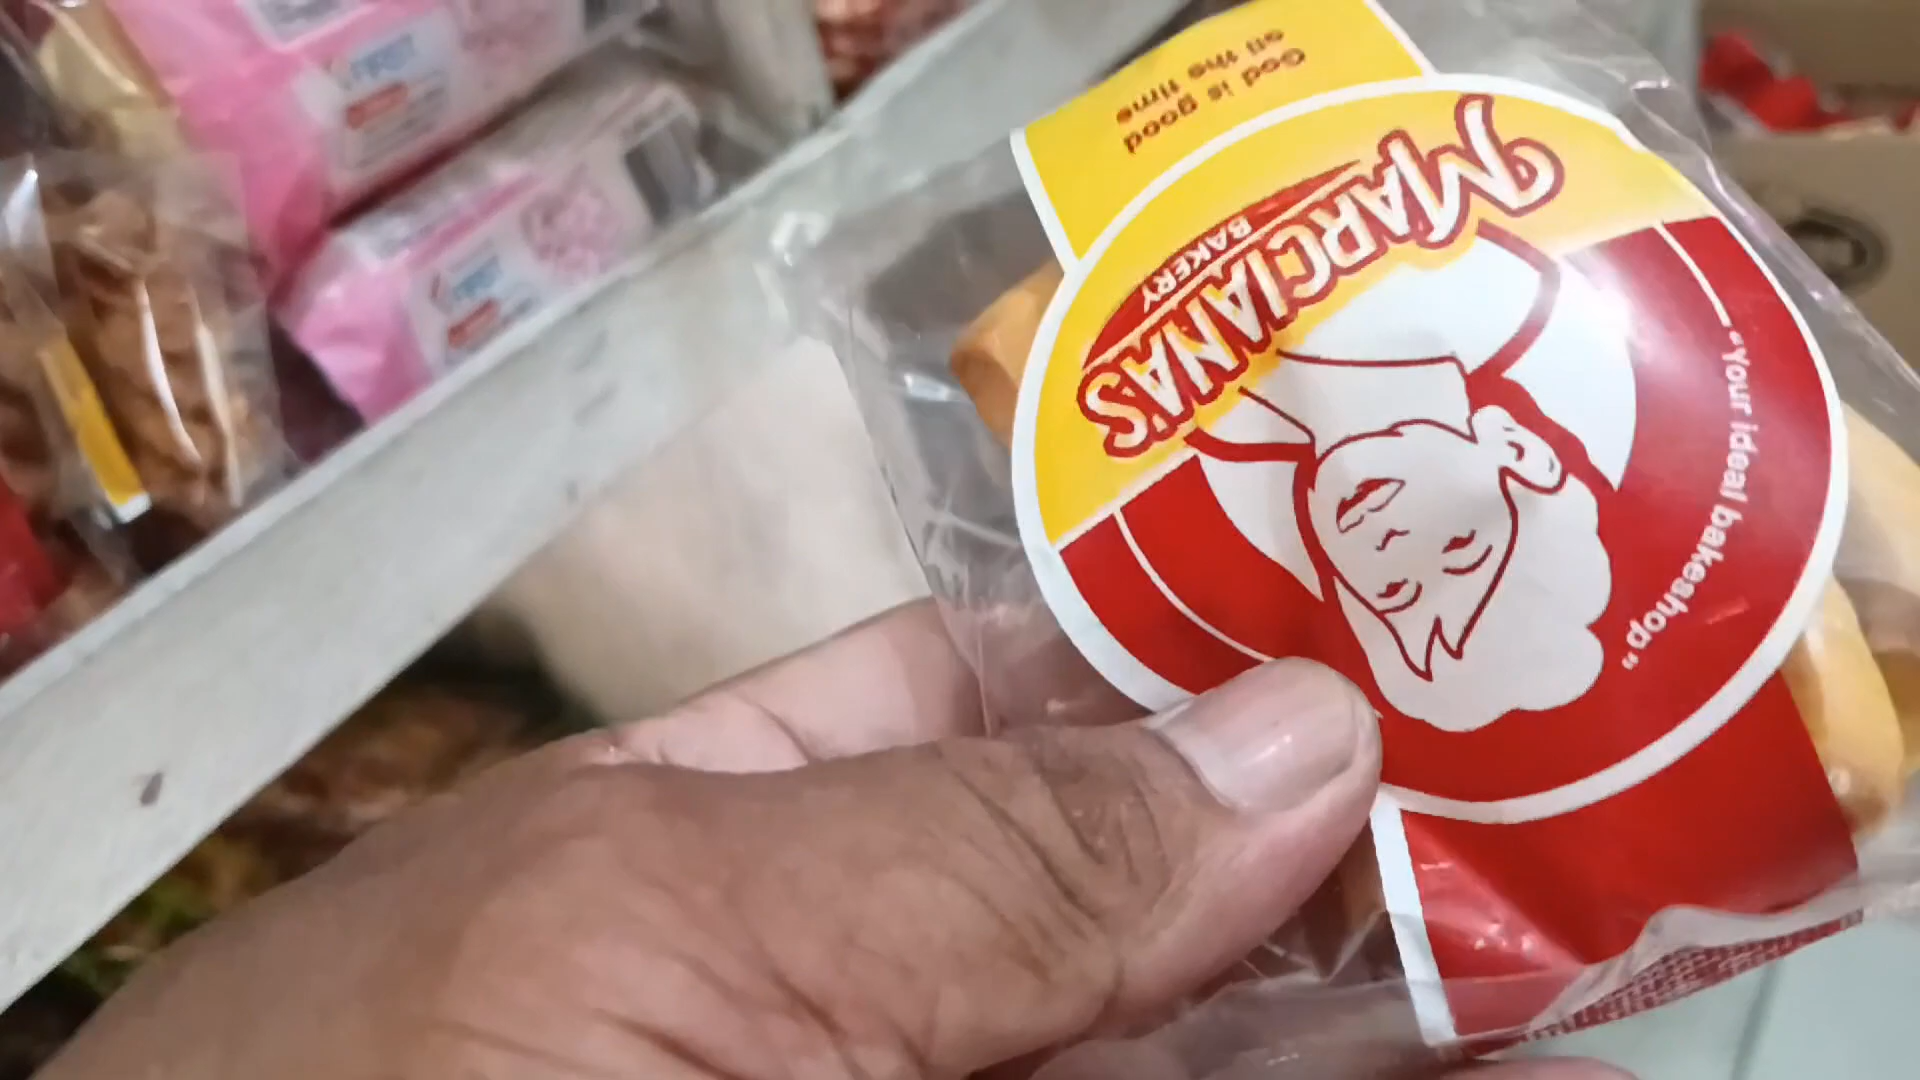 God is good
all the time
MARCIANA'S
BAKERY
"Your ideal bakeshop"